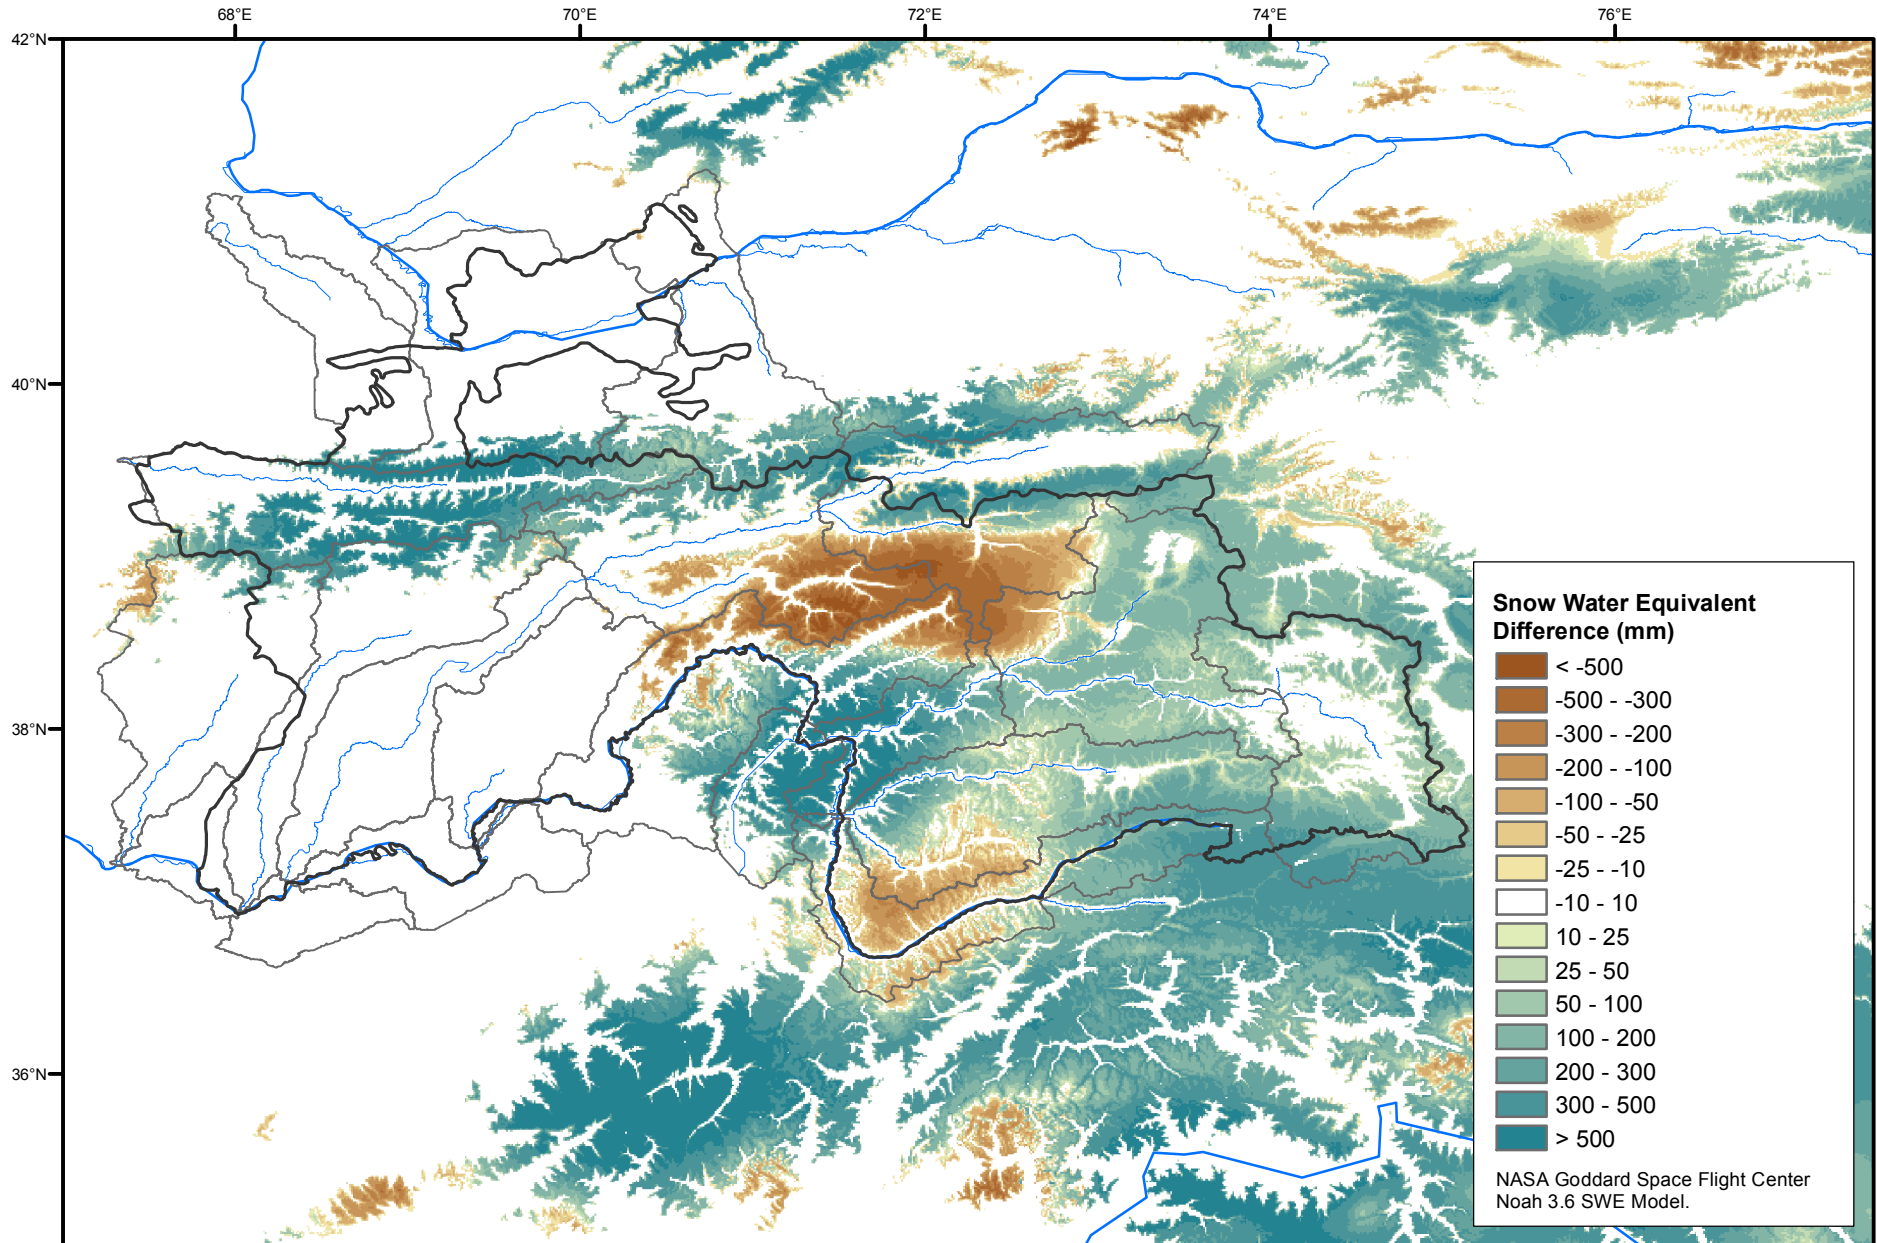 68°E
70°E
72°E
74°E
76°E
42°N
40°N
38°N
36°N
Snow Water Equivalent
Difference (mm)
< -500
-500 - -300
-300 - -200
-200 - -100
-100 - -50
-50 - -25
-25 - -10
-10 - 10
10 - 25
25 - 50
50 - 100
100 - 200
200 - 300
300 - 500
> 500
NASA Goddard Space Flight Center
Noah 3.6 SWE Model.